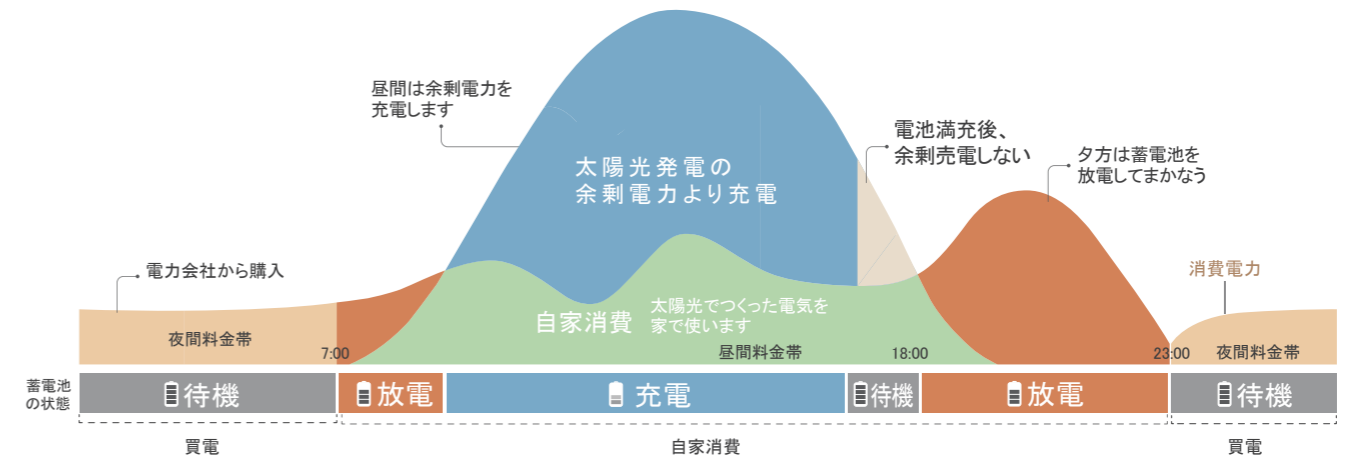 昼間は余剰電力を
充電します
太陽光発電の
余剰電力より充電
電池満充後、
余剰売電しない
夕方は蓄電池を
放電してまかなう
電力会社から購入
消費電力
自家消費
太陽光でつくった電気を
家で使います
夜間料金帯
7:00
昼間料金帯
18:00
23:00
夜間料金帯
蓄電池
の状態
待機
放電
充電
待機
放電
待機
買電
自家消費
買電